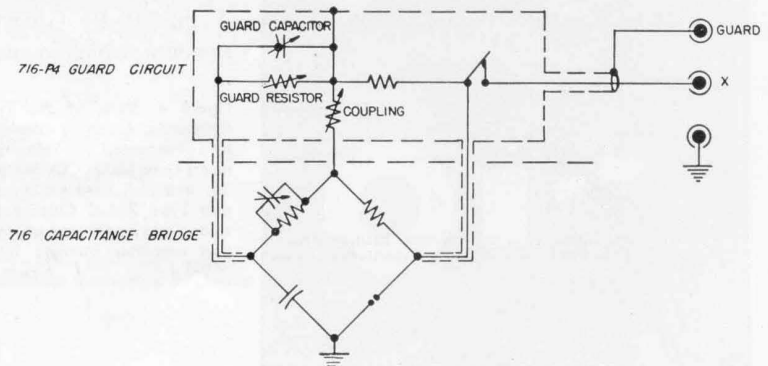 GUARD CAPACITOR
GUARD
716-P4 GUARD CIRCUIT
X
GUARD RESISTOR
COUPLING
716 CAPACITANCE BRIDGE